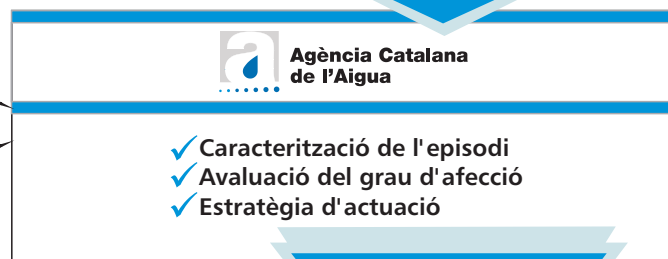 Agència Catalana
de l'Aigua
Caracterització de l'episodi
Avaluació del grau d'afecció
Estratègia d'actuació